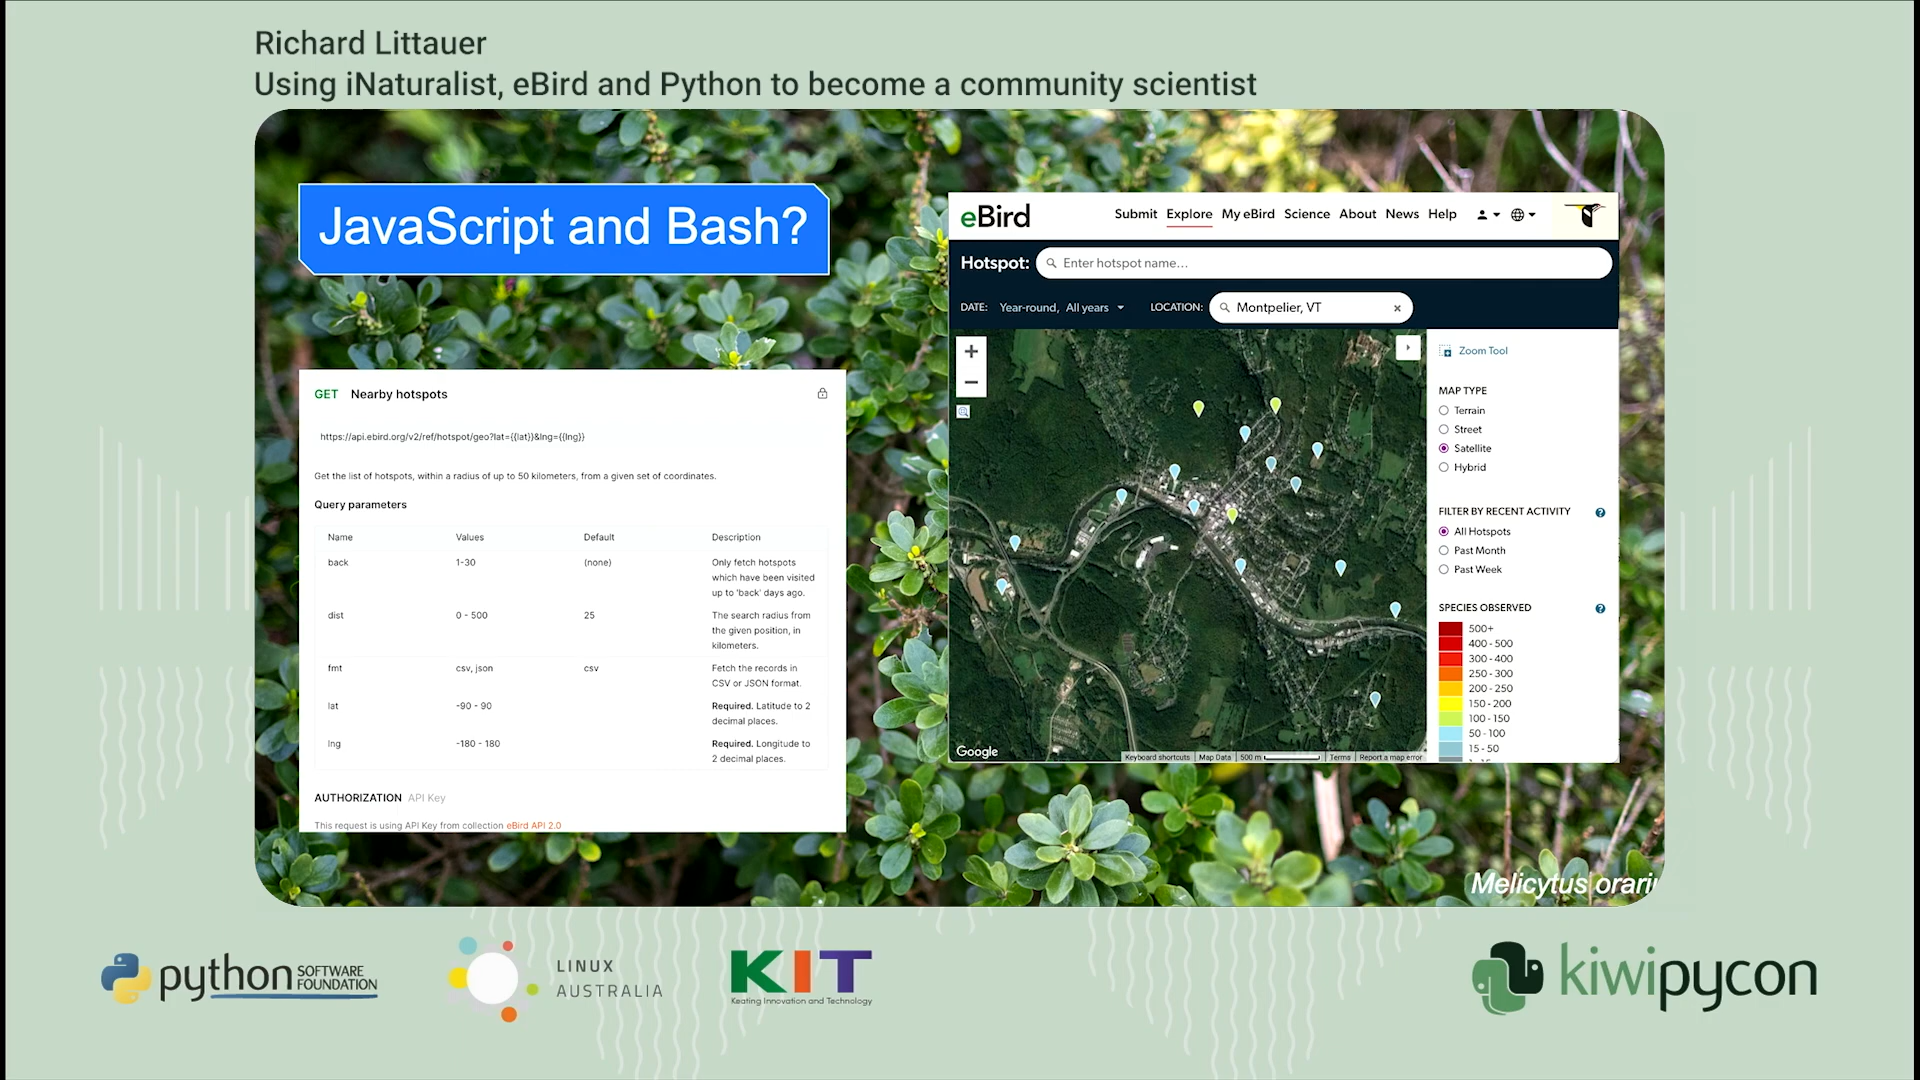 Richard Littauer
Using iNaturalist, eBird and Python to become a community scientist
JavaScript and Bash?
GET Nearby hotspots
https://api.ebird.org/v2/ref/hotspot/geo?lat={{lat}}&lng={{lng}}
Get the list of hotspots, within a radius of up to 50 kilometers, from a given set of coordinates.
Query parameters
Name Values Default Description
back 1-30 (none) Only fetch hotspots
which have been visited
up to 'back' days ago.
dist 0 - 500 25 The search radius from
the given position, in
kilometers.
fmt csv, json csv Fetch the records in
CSV or JSON format.
lat -90 - 90 Required. Latitude to 2
decimal places.
lng -180 - 180 Required. Longitude to
2 decimal places.
AUTHORIZATION API Key
This request is using API Key from collection eBird API 2.0
eBird Submit Explore My eBird Science About News Help
Hotspot: Enter hotspot name...
DATE: Year-round, All years LOCATION: Montpelier, VT
Zoom Tool
MAP TYPE
Terrain
Street
Satellite
Hybrid
FILTER BY RECENT ACTIVITY
All Hotspots
Past Month
Past Week
SPECIES OBSERVED
500+
400 - 500
300 - 400
250 - 300
200 - 250
150 - 200
100 - 150
50 - 100
15 - 50
Google
Keyboard shortcuts Map Data 500 m Terms Report a map error
Melicytus orari
python SOFTWARE
FOUNDATION
LINUX
AUSTRALIA
KIT
Keating Innovation and Technology
kiwipycon